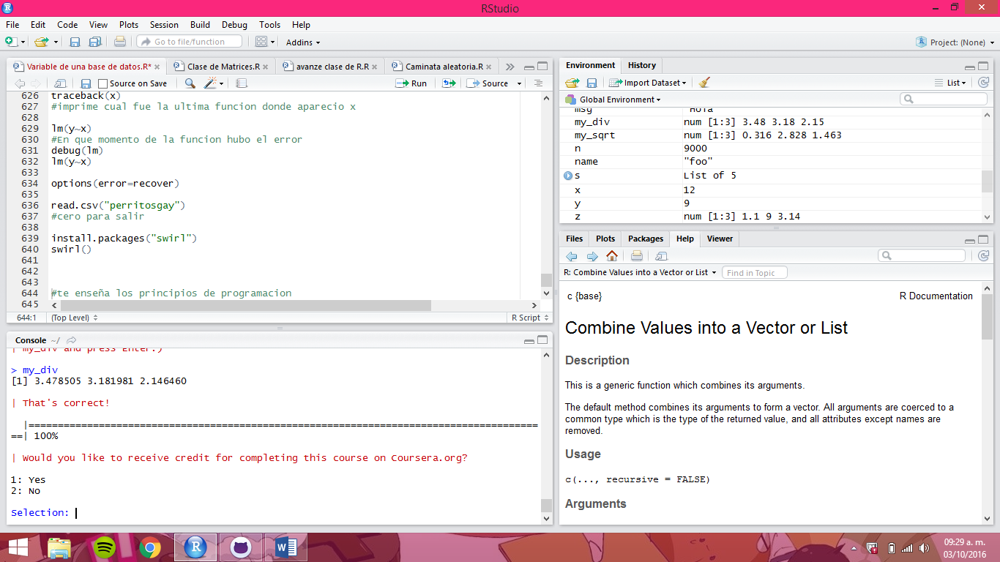 RStudio
File Edit Code View Plots Session Build Debug Tools Help
Go to file/function Addins Project: (None)
Variable de una base de datos.R* Clase de Matrices.R avanze clase de R.R Caminata aleatoria.R
Source on Save Run Source
626 traceback(x)
627 #imprime cual fue la ultima funcion donde aparecio x
628
629 lm(y~x)
630 #En que momento de la funcion hubo el error
631 debug(lm)
632 lm(y~x)
633
634 options(error=recover)
635
636 read.csv("perritosgay")
637 #cero para salir
638
639 install.packages("swirl")
640 swirl()
641
642
643
644 #te enseña los principios de programacion
645
644:1 (Top Level) R Script
Console ~/
| my_div and press Enter.)
> my_div
[1] 3.478505 3.181981 2.146460
| That's correct!
|=======================================================================================
==| 100%
| Would you like to receive credit for completing this course on Coursera.org?
1: Yes
2: No
Selection:
Environment History
Import Dataset List
Global Environment
msg "Hola"
my_div num [1:3] 3.48 3.18 2.15
my_sqrt num [1:3] 0.316 2.828 1.463
n 9000
name "foo"
s List of 5
x 12
y 9
z num [1:3] 1.1 9 3.14
Files Plots Packages Help Viewer
R: Combine Values into a Vector or List Find in Topic
c {base} R Documentation
Combine Values into a Vector or List
Description
This is a generic function which combines its arguments.
The default method combines its arguments to form a vector. All arguments are coerced to a
common type which is the type of the returned value, and all attributes except names are
removed.
Usage
c(..., recursive = FALSE)
Arguments
09:29 a. m.
03/10/2016